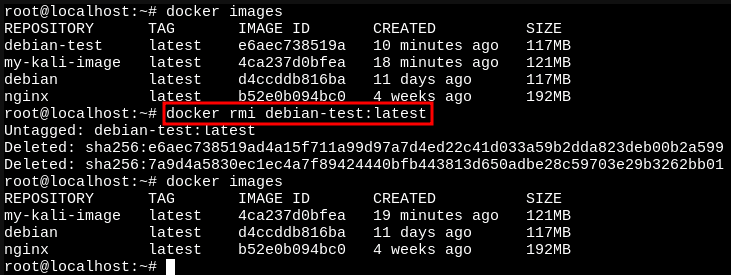 root@localhost:~# docker images
REPOSITORY     TAG       IMAGE ID       CREATED          SIZE
debian-test    latest    e6aec738519a   10 minutes ago   117MB
my-kali-image  latest    4ca237d0bfea   18 minutes ago   121MB
debian         latest    d4ccddb816ba   11 days ago      117MB
nginx          latest    b52e0b094bc0   4 weeks ago      192MB
root@localhost:~# docker rmi debian-test:latest
Untagged: debian-test:latest
Deleted: sha256:e6aec738519ad4a15f711a99d97a7d4ed22c41d033a59b2dda823deb00b2a599
Deleted: sha256:7a9d4a5830ec1ec4a7f89424440bfb443813d650adbe28c59703e29b3262bb01
root@localhost:~# docker images
REPOSITORY     TAG       IMAGE ID       CREATED          SIZE
my-kali-image  latest    4ca237d0bfea   19 minutes ago   121MB
debian         latest    d4ccddb816ba   11 days ago      117MB
nginx          latest    b52e0b094bc0   4 weeks ago      192MB
root@localhost:~#